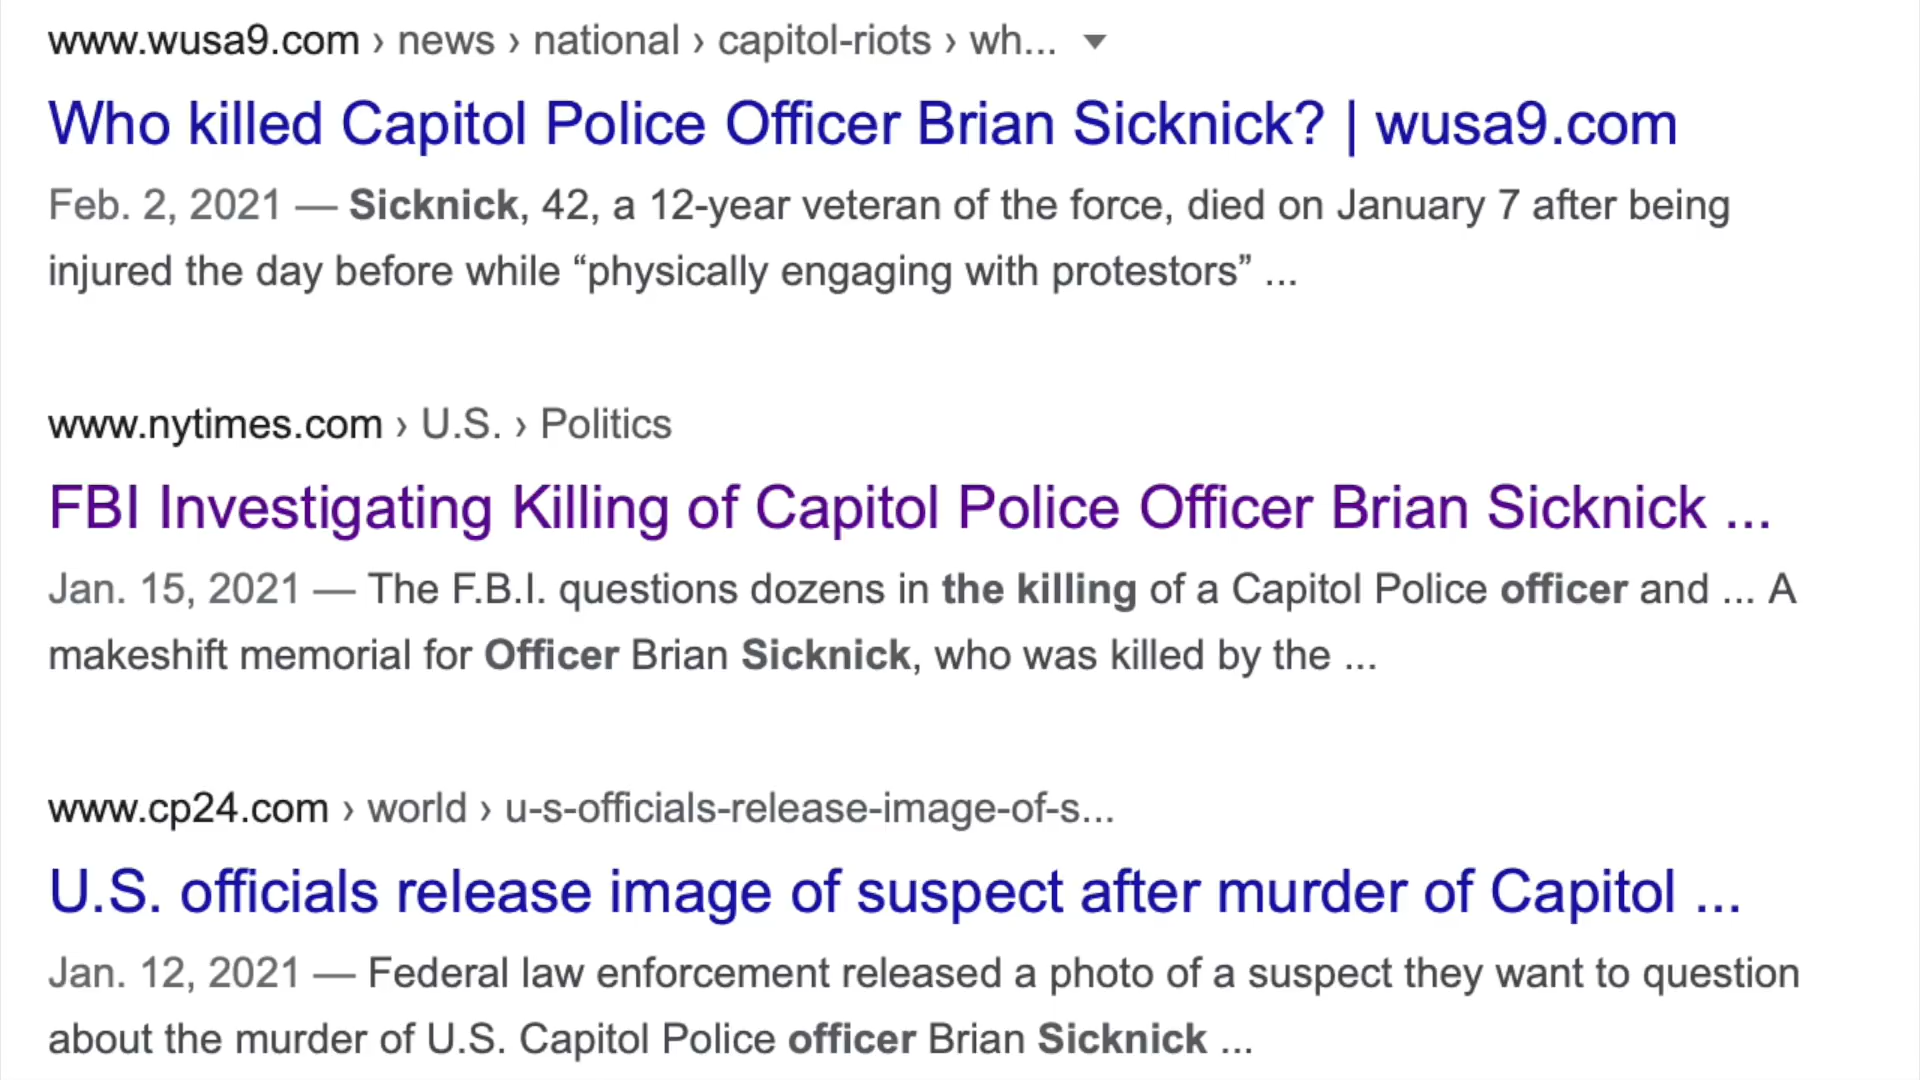 www.wusa9.com › news › national › capitol-riots › wh...
Who killed Capitol Police Officer Brian Sicknick? | wusa9.com
Feb. 2, 2021 — Sicknick, 42, a 12-year veteran of the force, died on January 7 after being
injured the day before while “physically engaging with protestors” ...
www.nytimes.com › U.S. › Politics
FBI Investigating Killing of Capitol Police Officer Brian Sicknick ...
Jan. 15, 2021 — The F.B.I. questions dozens in the killing of a Capitol Police officer and ... A
makeshift memorial for Officer Brian Sicknick, who was killed by the ...
www.cp24.com › world › u-s-officials-release-image-of-s...
U.S. officials release image of suspect after murder of Capitol ...
Jan. 12, 2021 — Federal law enforcement released a photo of a suspect they want to question
about the murder of U.S. Capitol Police officer Brian Sicknick ...